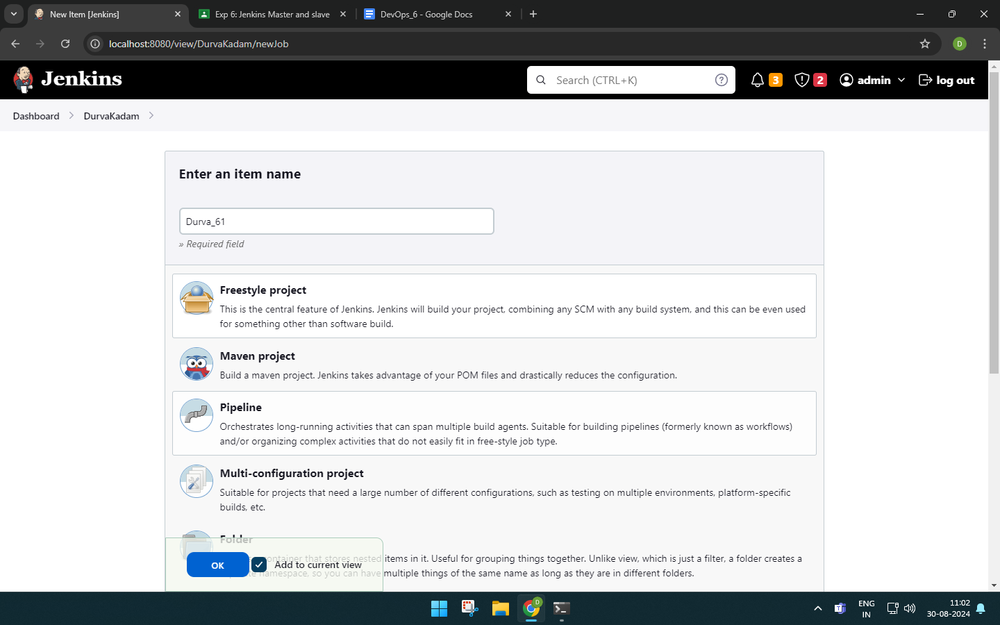 New Item [Jenkins]
Exp 6: Jenkins Master and slave
DevOps_6 - Google Docs
localhost:8080/view/DurvaKadam/newJob
D
Jenkins
Search (CTRL+K)
?
3
2
admin
log out
Dashboard
DurvaKadam
Enter an item name
Durva_61
» Required field
Freestyle project
This is the central feature of Jenkins. Jenkins will build your project, combining any SCM with any build system, and this can be even used
for something other than software build.
Maven project
Build a maven project. Jenkins takes advantage of your POM files and drastically reduces the configuration.
Pipeline
Orchestrates long-running activities that can span multiple build agents. Suitable for building pipelines (formerly known as workflows)
and/or organizing complex activities that do not easily fit in free-style job type.
Multi-configuration project
Suitable for projects that need a large number of different configurations, such as testing on multiple environments, platform-specific
builds, etc.
Folder
container that stores nested items in it. Useful for grouping things together. Unlike view, which is just a filter, a folder creates a
namespace, so you can have multiple things of the same name as long as they are in different folders.
OK
Add to current view
D
ENG
IN
11:02
30-08-2024